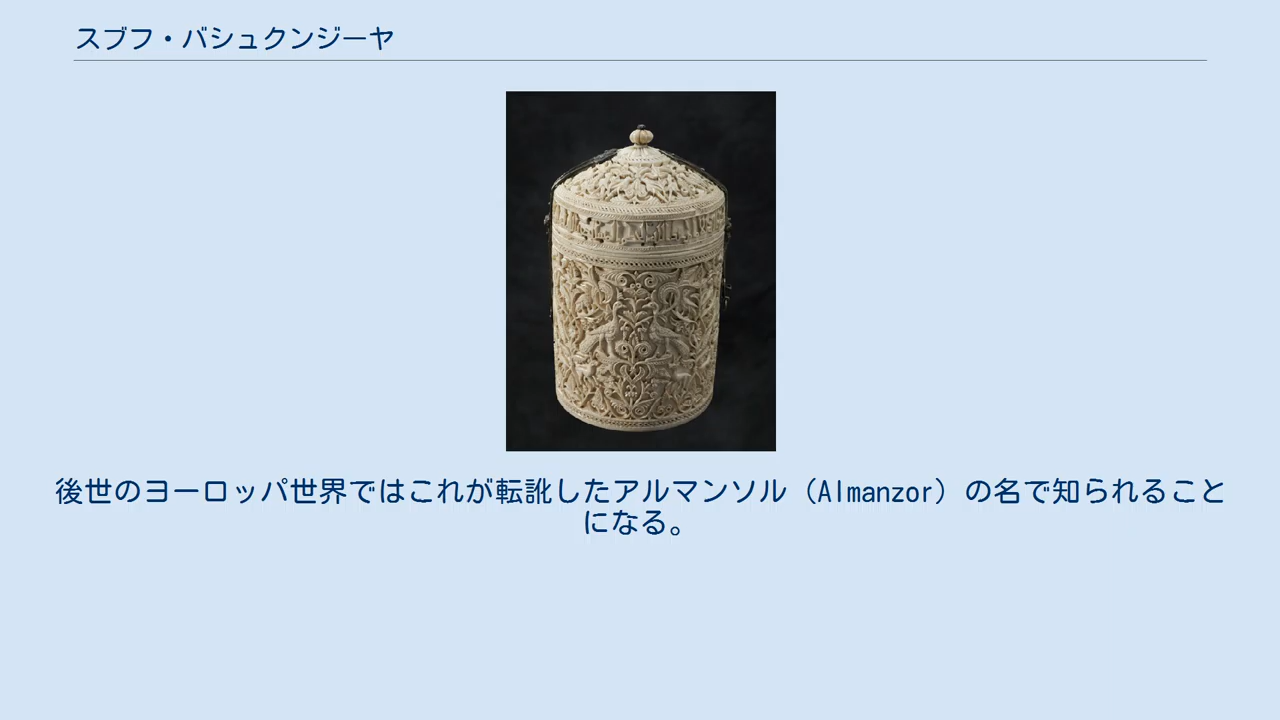 スブフ・バシュクンジーヤ
後世のヨーロッパ世界ではこれが転訛したアルマンソル（Almanzor）の名で知られること
になる。